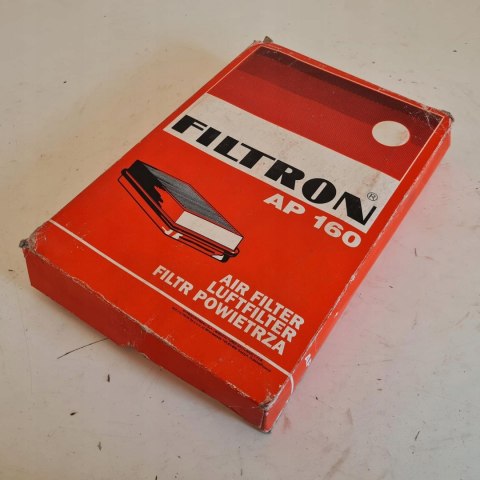 FILTRON®
AP 160
AIR FILTER
LUFTFILTER
FILTR POWIETRZA